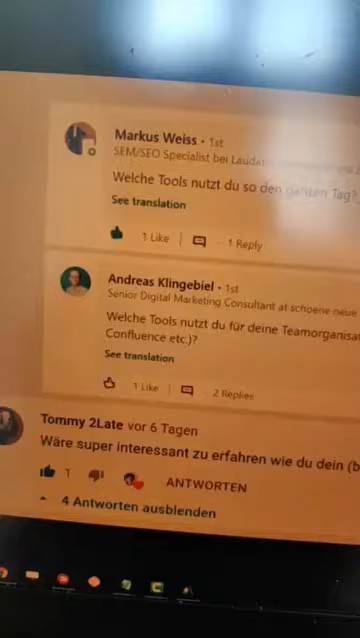 Markus Weiss • 1st
SEM/SEO Specialist bei
Welche Tools nutzt du so den ganzen Tag?
See translation
1 Like | 1 Reply
Andreas Klingebiel • 1st
Senior Digital Marketing Consultant at schoene neue
Welche Tools nutzt du für deine
Confluence etc.)?
See translation
1 Like | 2 Replies
Tommy 2Late vor 6 Tagen
Wäre super interessant zu erfahren wie du dein (b
1 ANTWORTEN
4 Antworten ausblenden